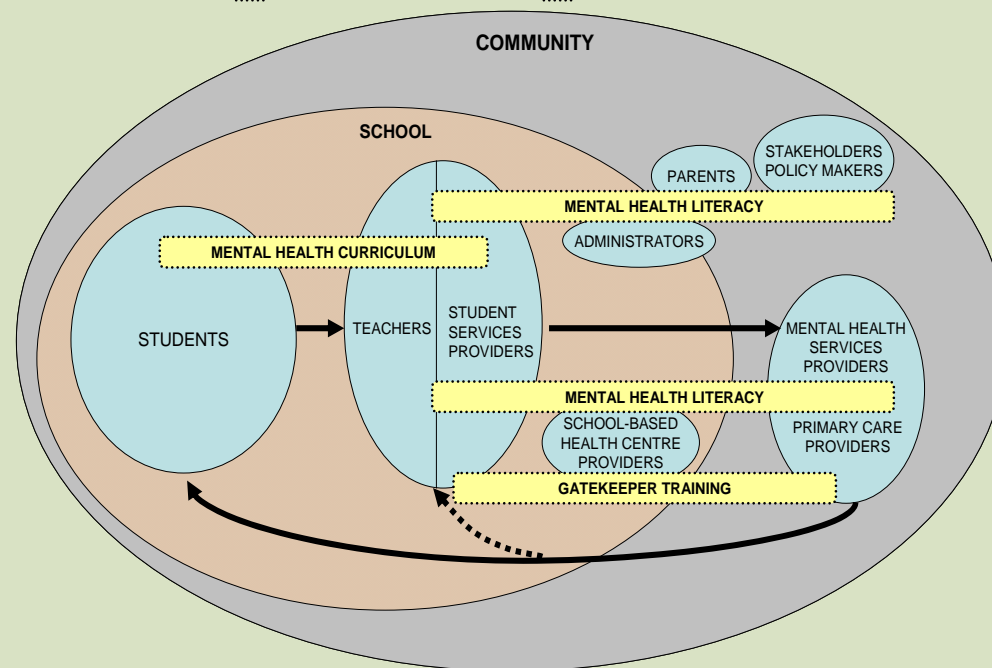 COMMUNITY
SCHOOL
STAKEHOLDERS
POLICY MAKERS
PARENTS
MENTAL HEALTH LITERACY
ADMINISTRATORS
MENTAL HEALTH CURRICULUM
STUDENTS
TEACHERS
STUDENT
SERVICES
PROVIDERS
MENTAL HEALTH
SERVICES
PROVIDERS
MENTAL HEALTH LITERACY
SCHOOL-BASED
HEALTH CENTRE
PROVIDERS
PRIMARY CARE
PROVIDERS
GATEKEEPER TRAINING